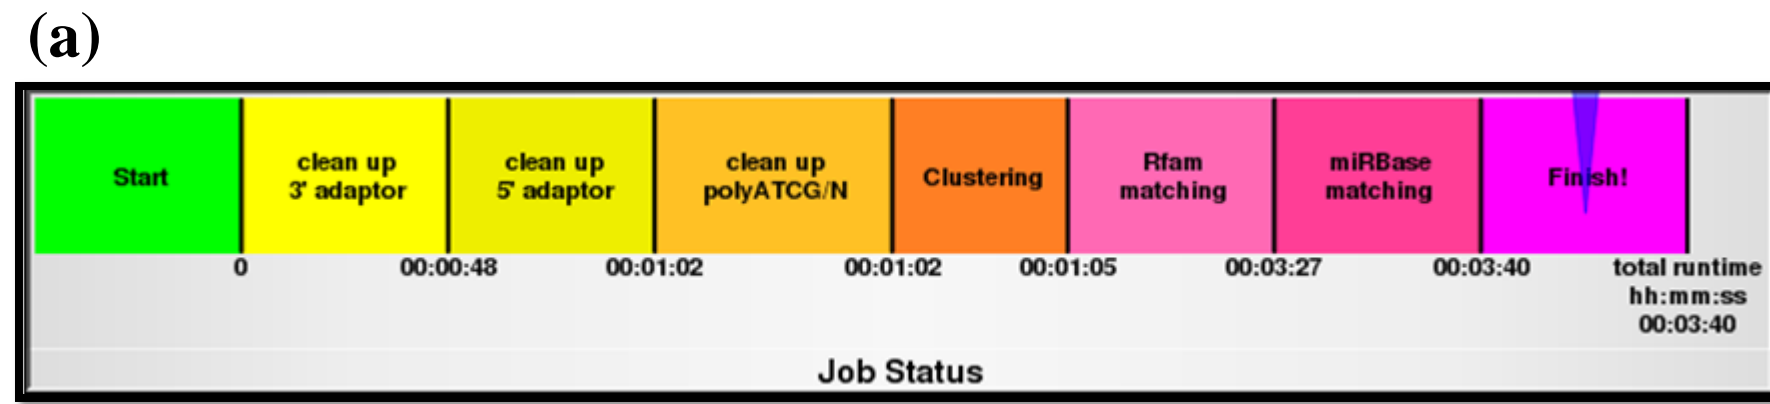 (a)
Start
clean up
3' adaptor
clean up
5' adaptor
clean up
polyATCG/N
Clustering
Rfam
matching
miRBase
matching
Finish!
0
00:00:48
00:01:02
00:01:02
00:01:05
00:03:27
00:03:40
total runtime
hh:mm:ss
00:03:40
Job Status